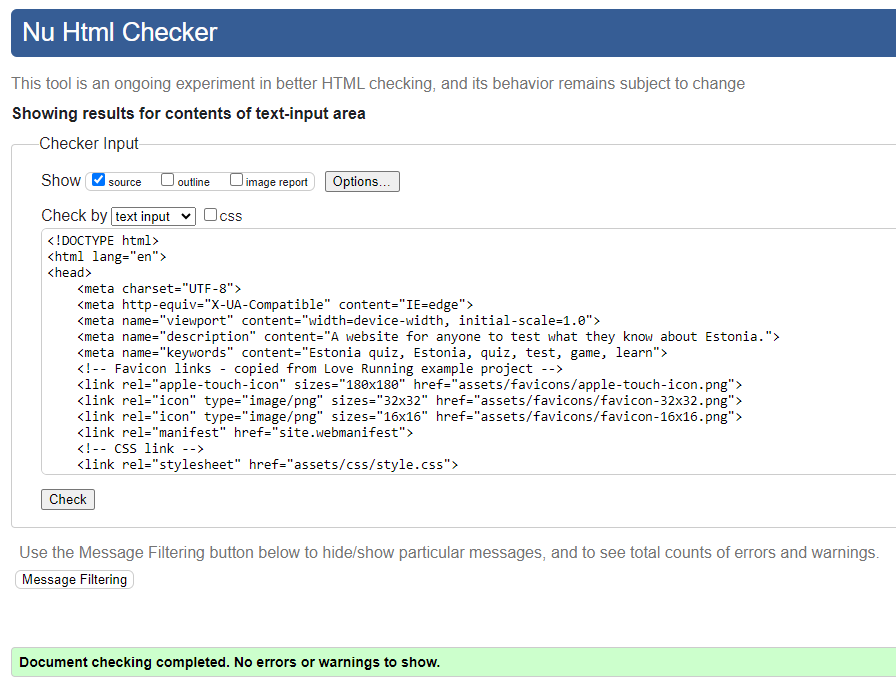 Nu Html Checker
This tool is an ongoing experiment in better HTML checking, and its behavior remains subject to change
Showing results for contents of text-input area
Checker Input
Show source outline image report Options...
Check by text input css
<!DOCTYPE html>
<html lang="en">
<head>
    <meta charset="UTF-8">
    <meta http-equiv="X-UA-Compatible" content="IE=edge">
    <meta name="viewport" content="width=device-width, initial-scale=1.0">
    <meta name="description" content="A website for anyone to test what they know about Estonia.">
    <meta name="keywords" content="Estonia quiz, Estonia, quiz, test, game, learn">
    <!-- Favicon links - copied from Love Running example project -->
    <link rel="apple-touch-icon" sizes="180x180" href="assets/favicons/apple-touch-icon.png">
    <link rel="icon" type="image/png" sizes="32x32" href="assets/favicons/favicon-32x32.png">
    <link rel="icon" type="image/png" sizes="16x16" href="assets/favicons/favicon-16x16.png">
    <link rel="manifest" href="site.webmanifest">
    <!-- CSS link -->
    <link rel="stylesheet" href="assets/css/style.css">
Check
Use the Message Filtering button below to hide/show particular messages, and to see total counts of errors and warnings.
Message Filtering
Document checking completed. No errors or warnings to show.